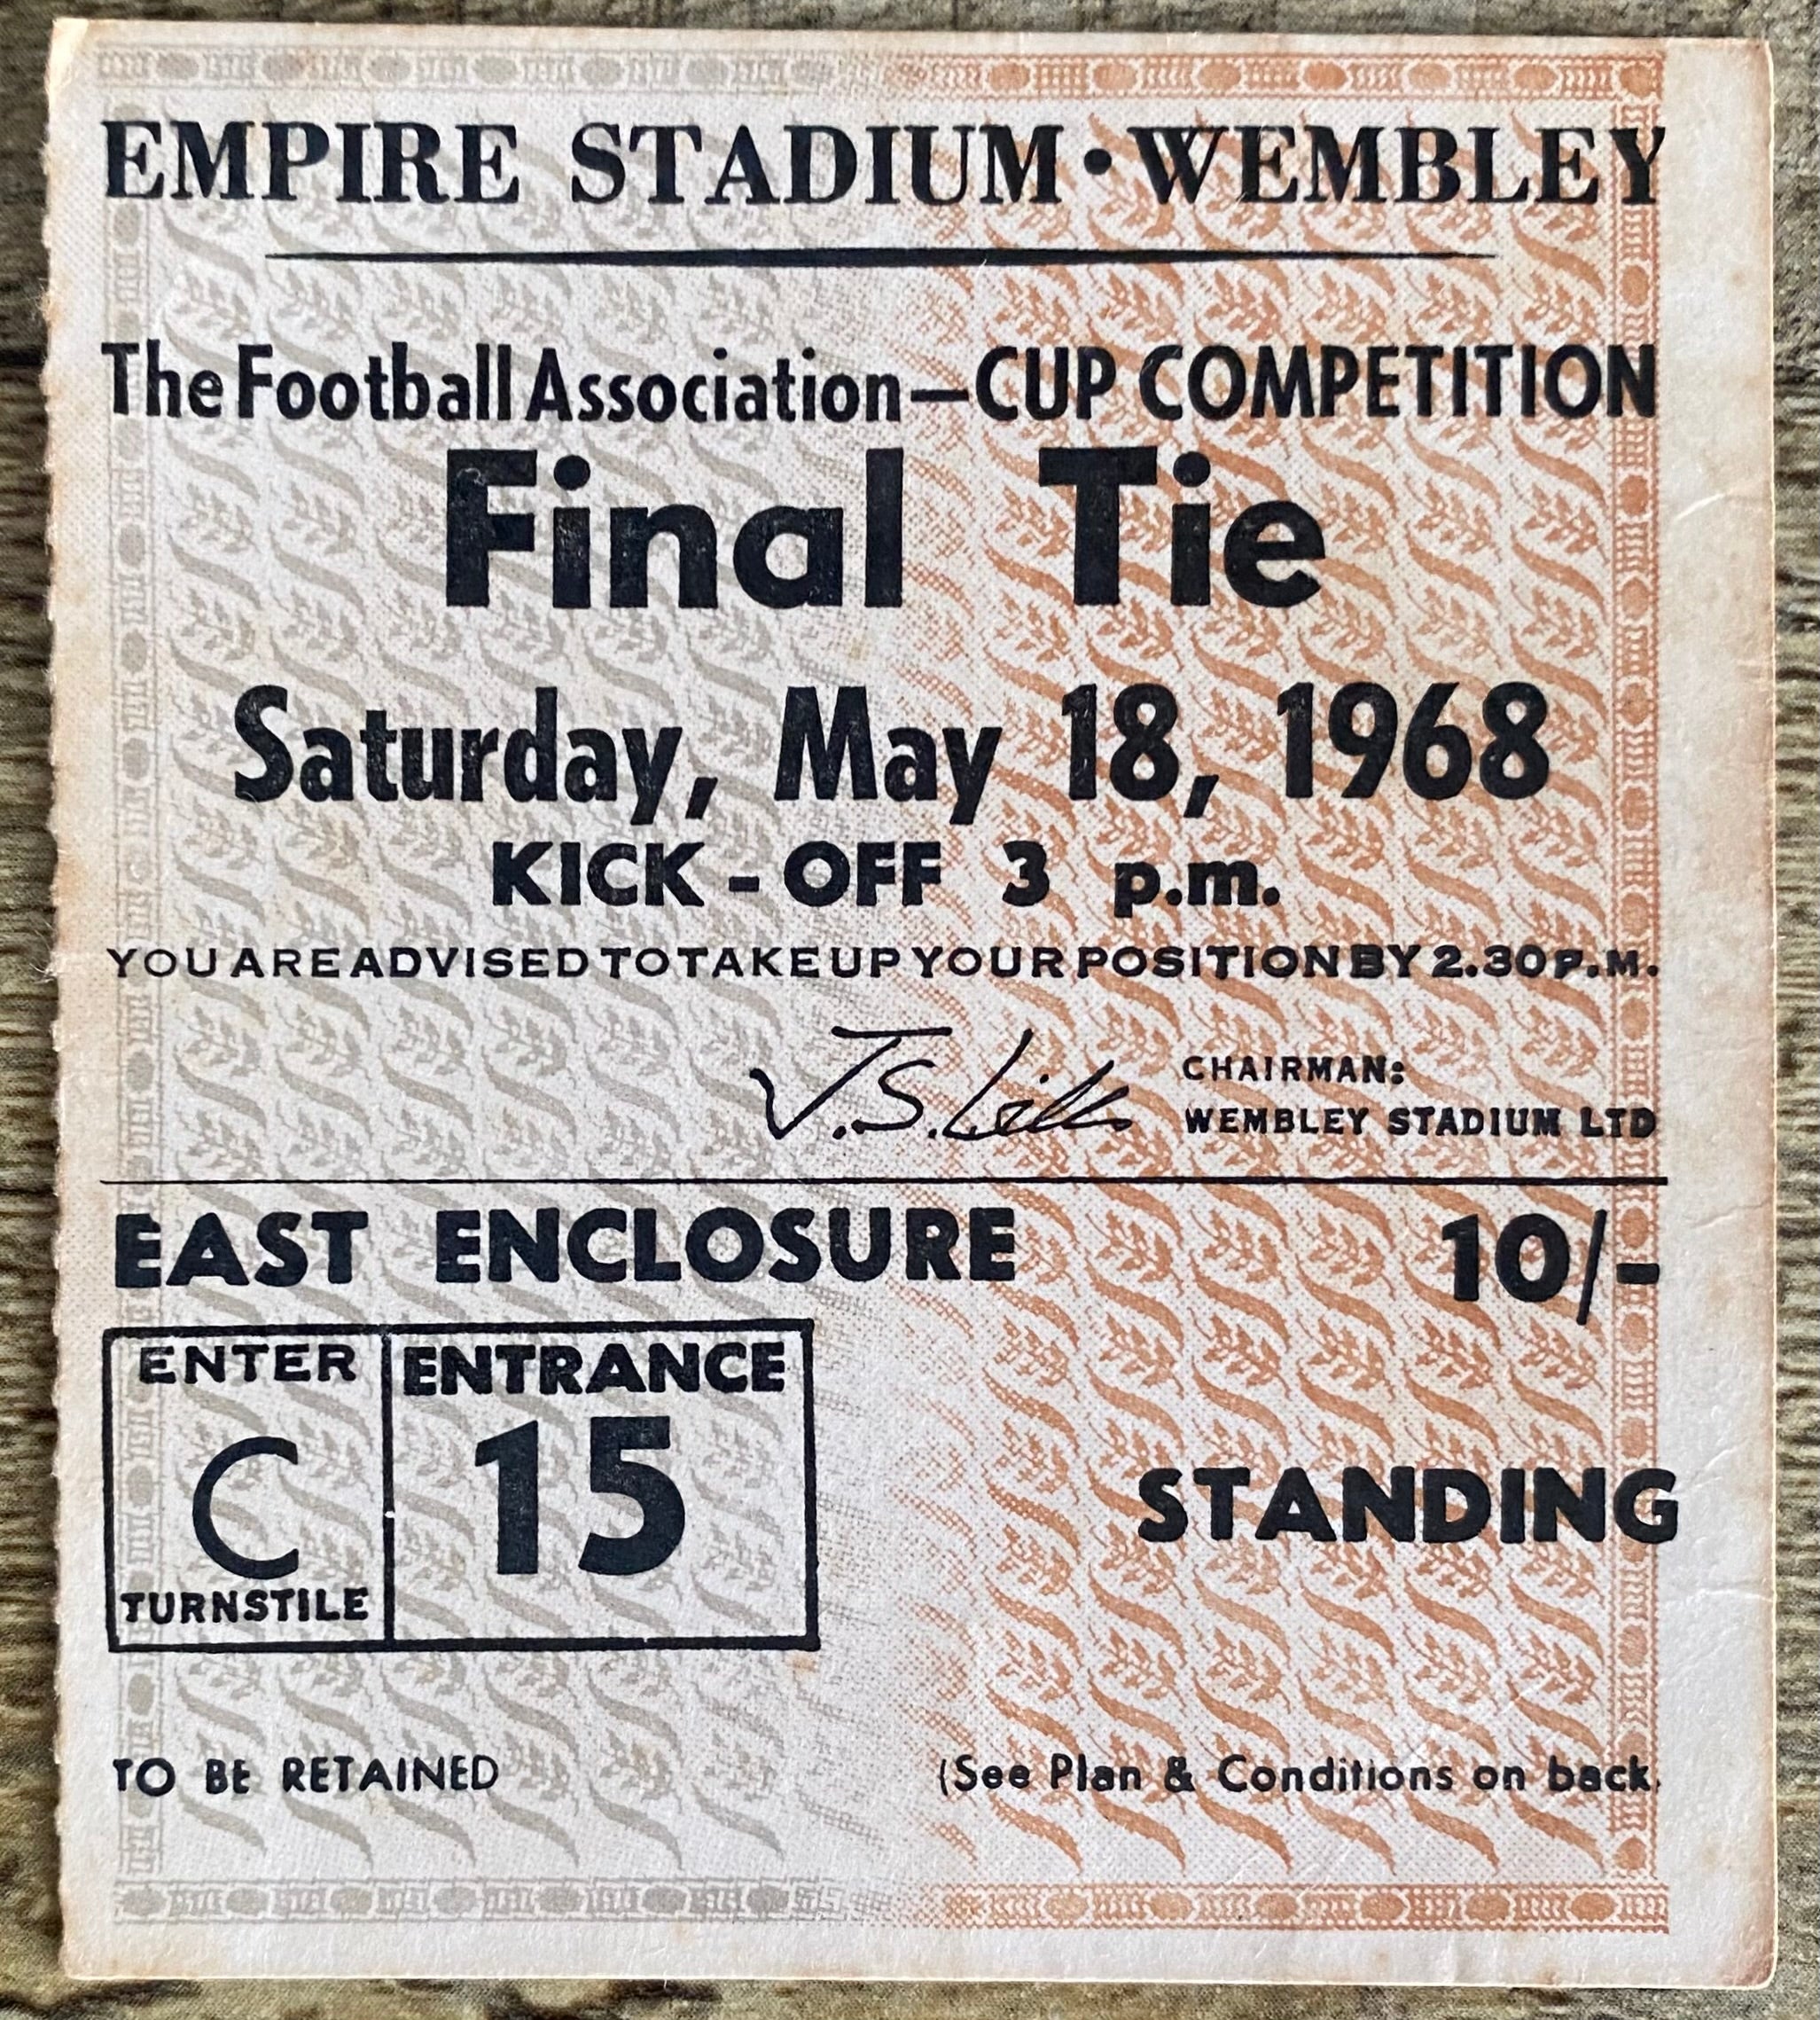 EMPIRE STADIUM • WEMBLEY
The Football Association—CUP COMPETITION
Final Tie
Saturday, May 18, 1968
KICK - OFF 3 p.m.
YOU ARE ADVISED TO TAKE UP YOUR POSITION BY 2.30 P.M.
J.S.
CHAIRMAN:
WEMBLEY STADIUM LTD
EAST ENCLOSURE 10/-
ENTER
C
TURNSTILE
ENTRANCE
15
STANDING
TO BE RETAINED
(See Plan & Conditions on back